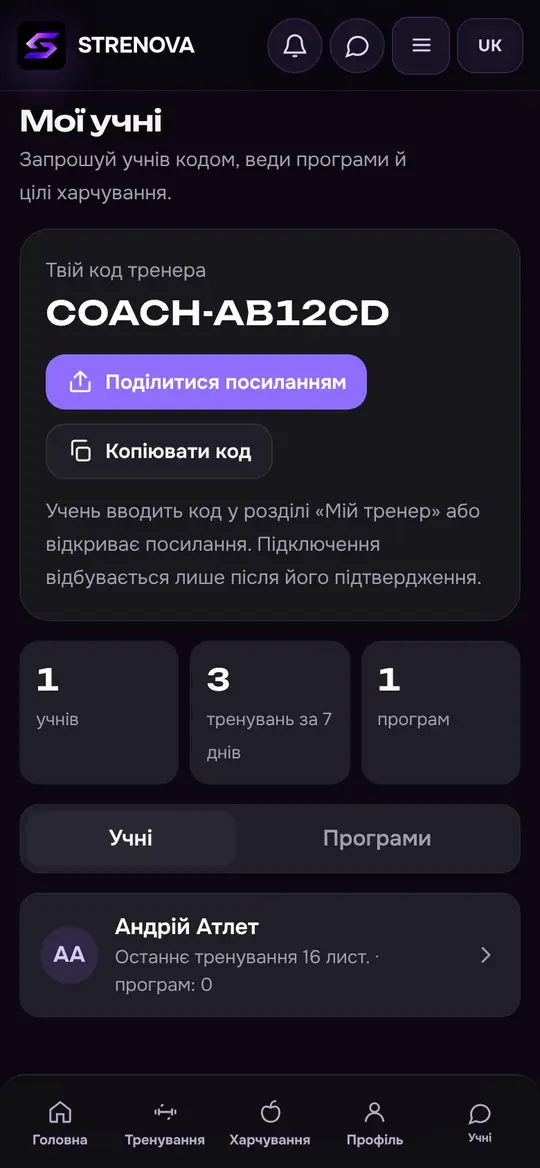 STRENOVA
UK
Мої учні
Запрошуй учнів кодом, веди програми й
цілі харчування.
Твій код тренера
COACH-AB12CD
Поділитися посиланням
Копіювати код
Учень вводить код у розділі «Мій тренер» або
відкриває посилання. Підключення
відбувається лише після його підтвердження.
1
учнів
3
тренувань за 7
днів
1
програм
Учні
Програми
АА
Андрій Атлет
Останнє тренування 16 лист. ·
програм: 0
Головна
Тренування
Харчування
Профіль
Учні